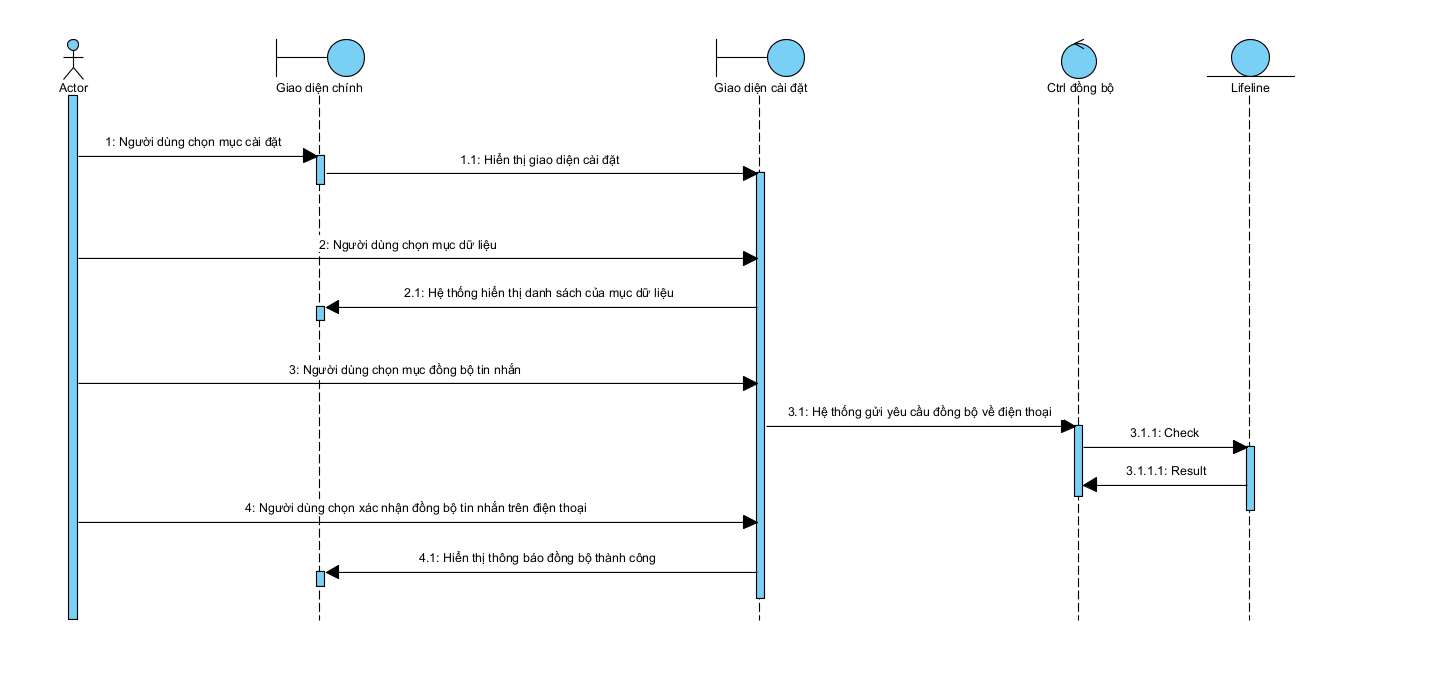 Actor
Giao diện chính
Giao diện cài đặt
Ctrl đồng bộ
Lifeline
1: Người dùng chọn mục cài đặt
1.1: Hiển thị giao diện cài đặt
2: Người dùng chọn mục dữ liệu
2.1: Hệ thống hiển thị danh sách của mục dữ liệu
3: Người dùng chọn mục đồng bộ tin nhắn
3.1: Hệ thống gửi yêu cầu đồng bộ về điện thoại
3.1.1: Check
3.1.1.1: Result
4: Người dùng chọn xác nhận đồng bộ tin nhắn trên điện thoại
4.1: Hiển thị thông báo đồng bộ thành công